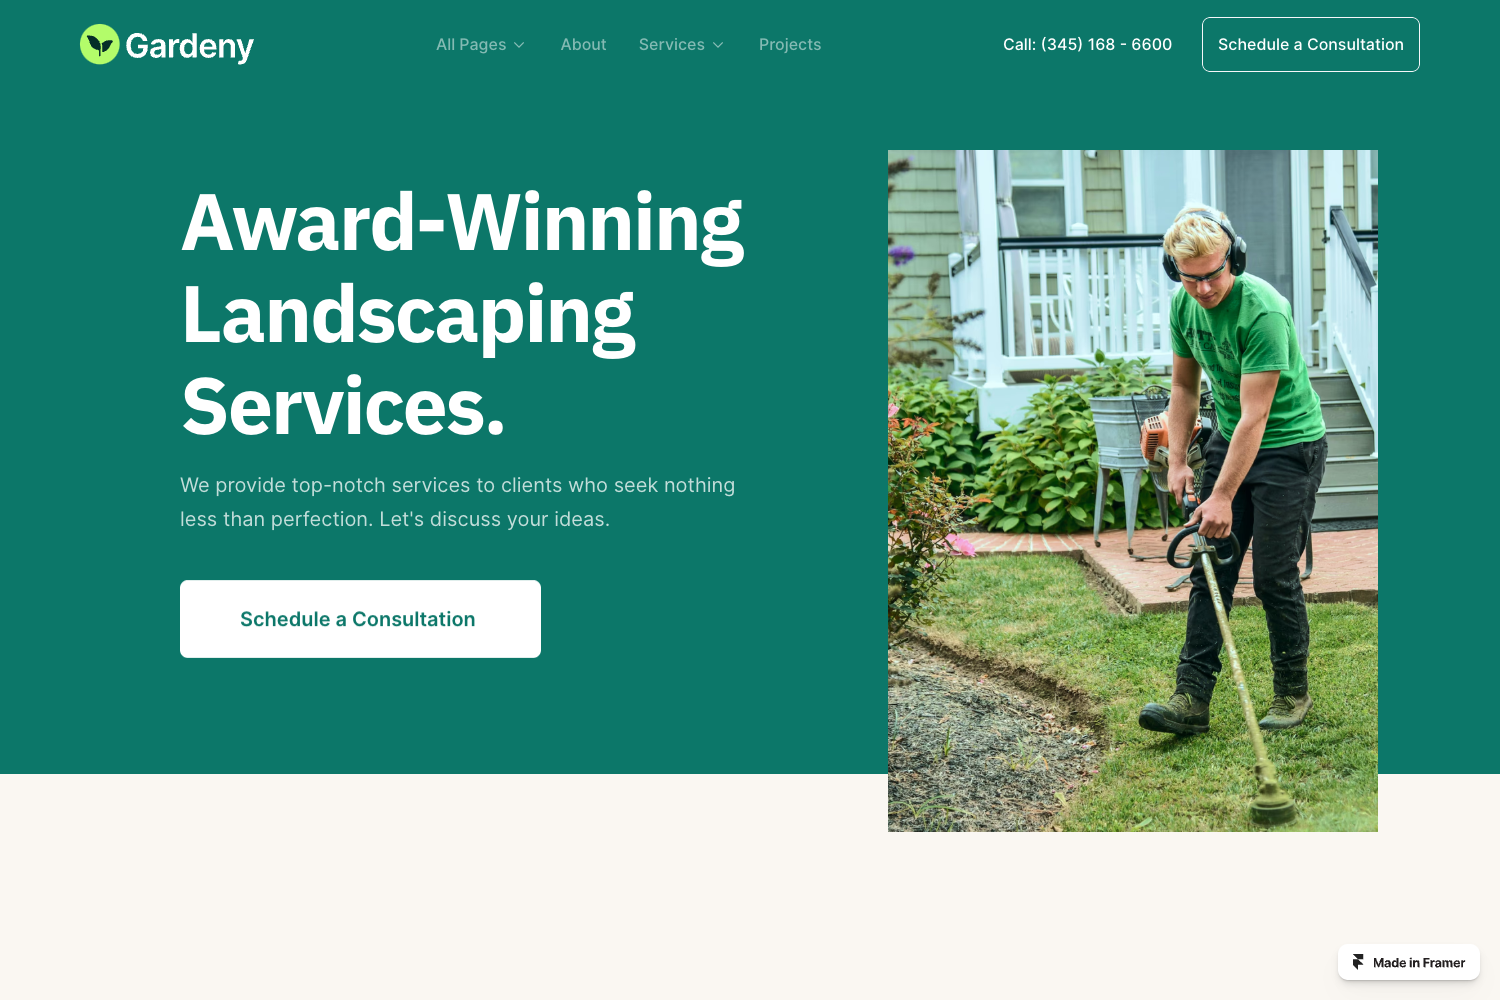 Gardeny
All Pages
About
Services
Projects
Call: (345) 168 - 6600
Schedule a Consultation
Award-Winning
Landscaping
Services.
We provide top-notch services to clients who seek nothing
less than perfection. Let's discuss your ideas.
Schedule a Consultation
Made in Framer